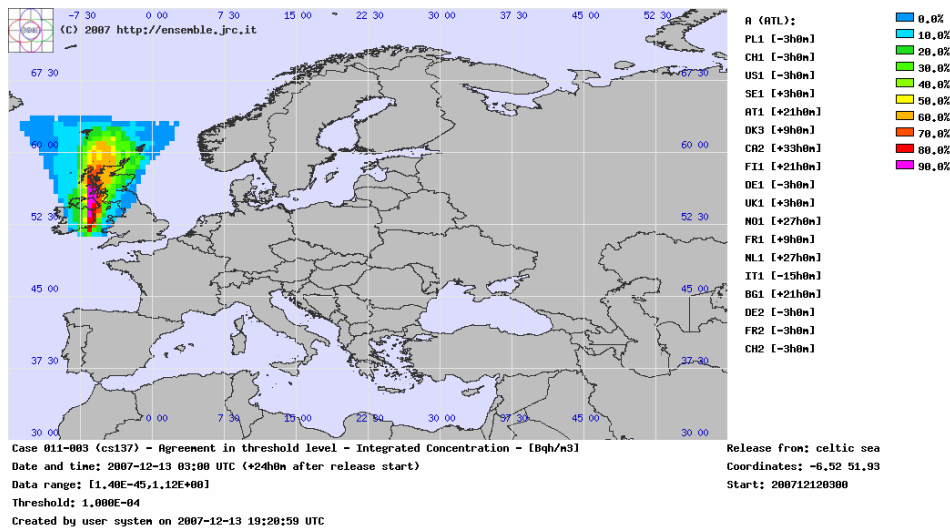 -7 30 0 00 7 30 15 00 22 30 30 00 37 30 45 00 52 30
(C) 2007 http://ensemble.jrc.it
67 30 67 30
60 00 60 00
52 30 52 30
45 00 45 00
37 30 37 30
0 00 7 30 15 00 22 30 30 00 97 30 45 00
30 00 30 00
A (ATL):
PL1 [-3h0m]
CH1 [-3h0m]
US1 [-3h0m]
SE1 [+3h0m]
AT1 [+21h0m]
DK3 [+9h0m]
CA2 [+33h0m]
FI1 [+21h0m]
DE1 [-3h0m]
UK1 [+3h0m]
NO1 [+27h0m]
FR1 [+9h0m]
NL1 [+27h0m]
IT1 [-15h0m]
BG1 [+21h0m]
DE2 [-3h0m]
FR2 [-3h0m]
CH2 [-3h0m]
0.0%
10.0%
20.0%
30.0%
40.0%
50.0%
60.0%
70.0%
80.0%
90.0%
Case 011-003 (cs137) - Agreement in threshold level - Integrated Concentration - [Bqh/m3]
Date and time: 2007-12-13 03:00 UTC (+24h0m after release start)
Data range: [1.40E-45,1.12E+00]
Threshold: 1.000E-04
Created by user system on 2007-12-13 19:20:59 UTC
Release from: celtic sea
Coordinates: -6.52 51.93
Start: 200712120300